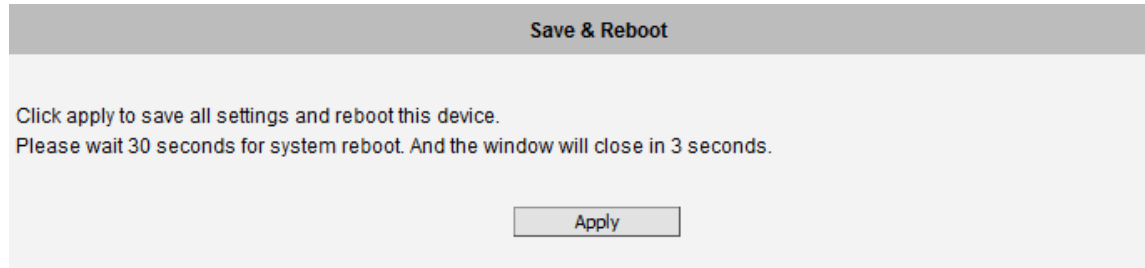 Save & Reboot
Click apply to save all settings and reboot this device.
Please wait 30 seconds for system reboot. And the window will close in 3 seconds.
Apply